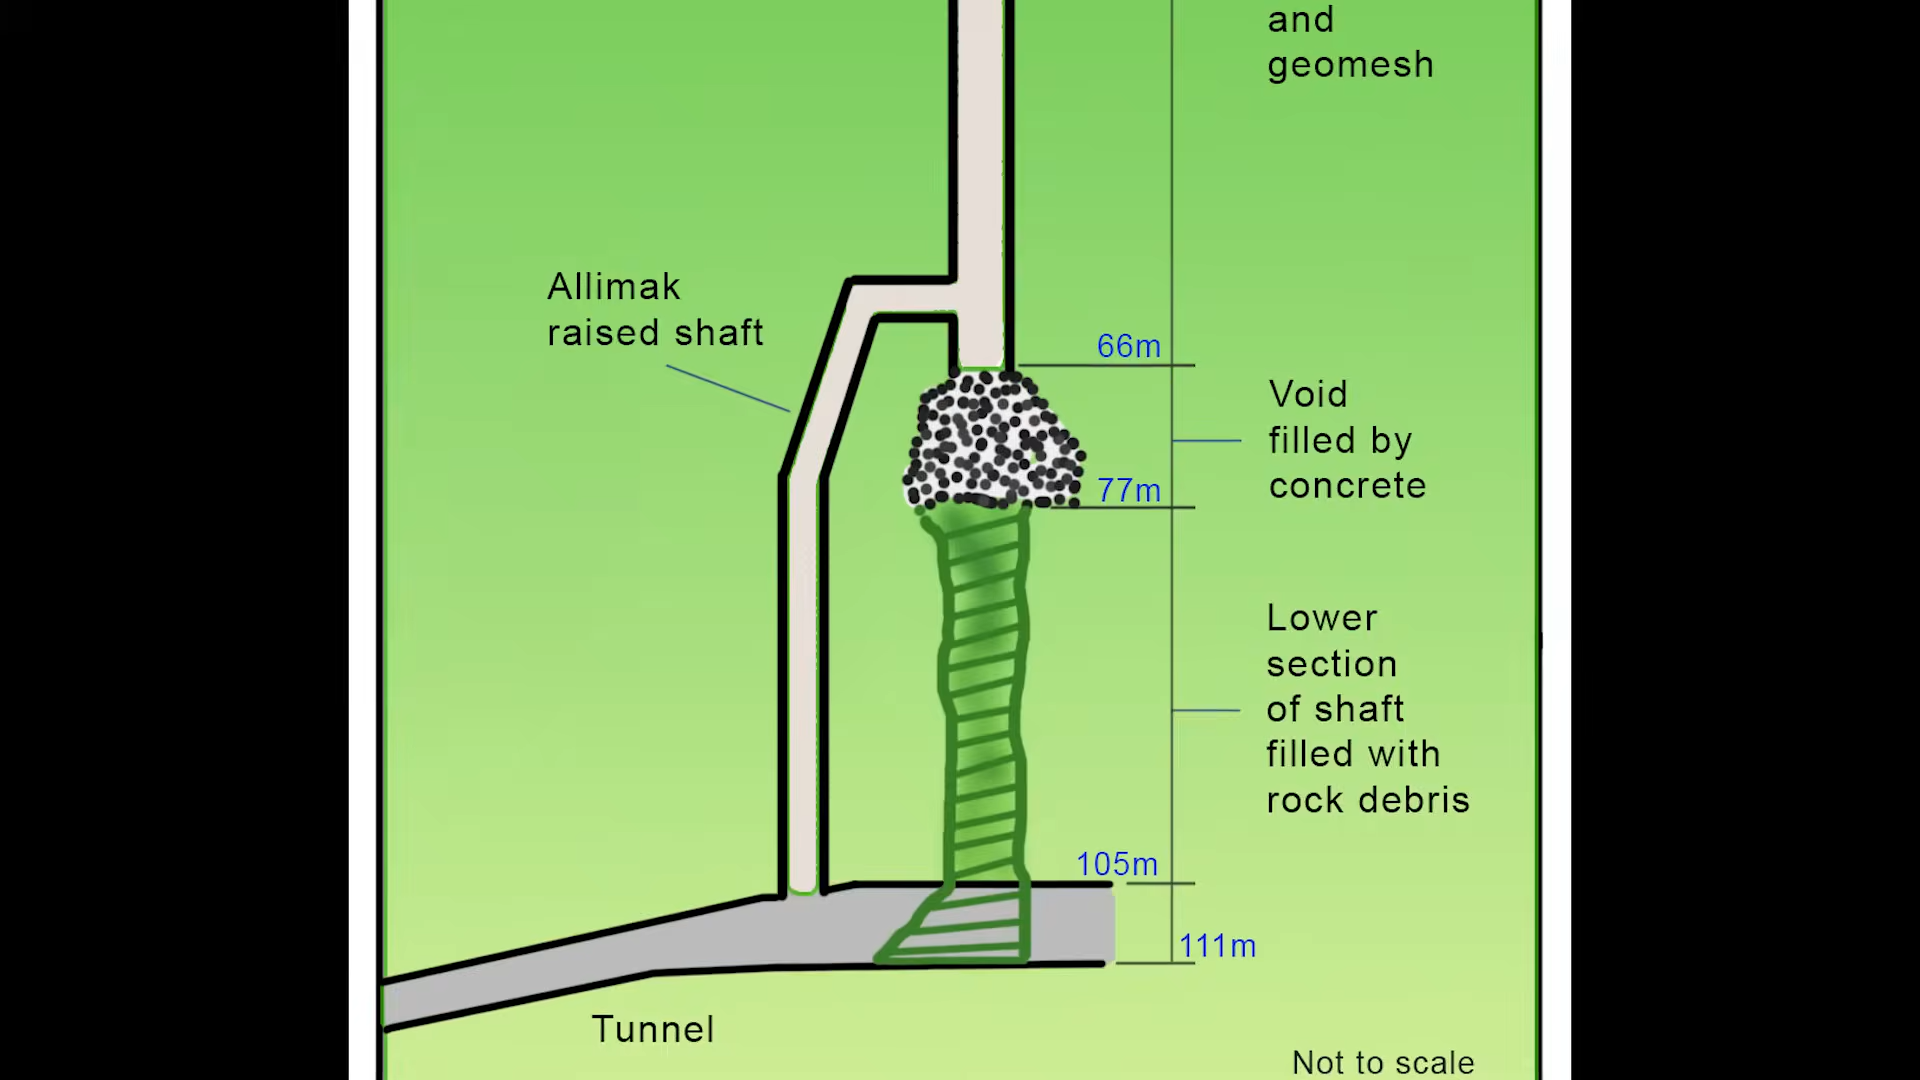 and
geomesh
Allimak
raised shaft
66m
Void
filled by
concrete
77m
Lower
section
of shaft
filled with
rock debris
105m
111m
Tunnel
Not to scale